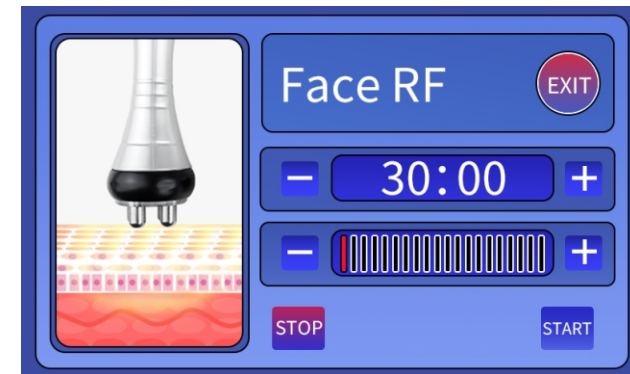 Face RF
EXIT
− 30:00 +
− +
STOP
START